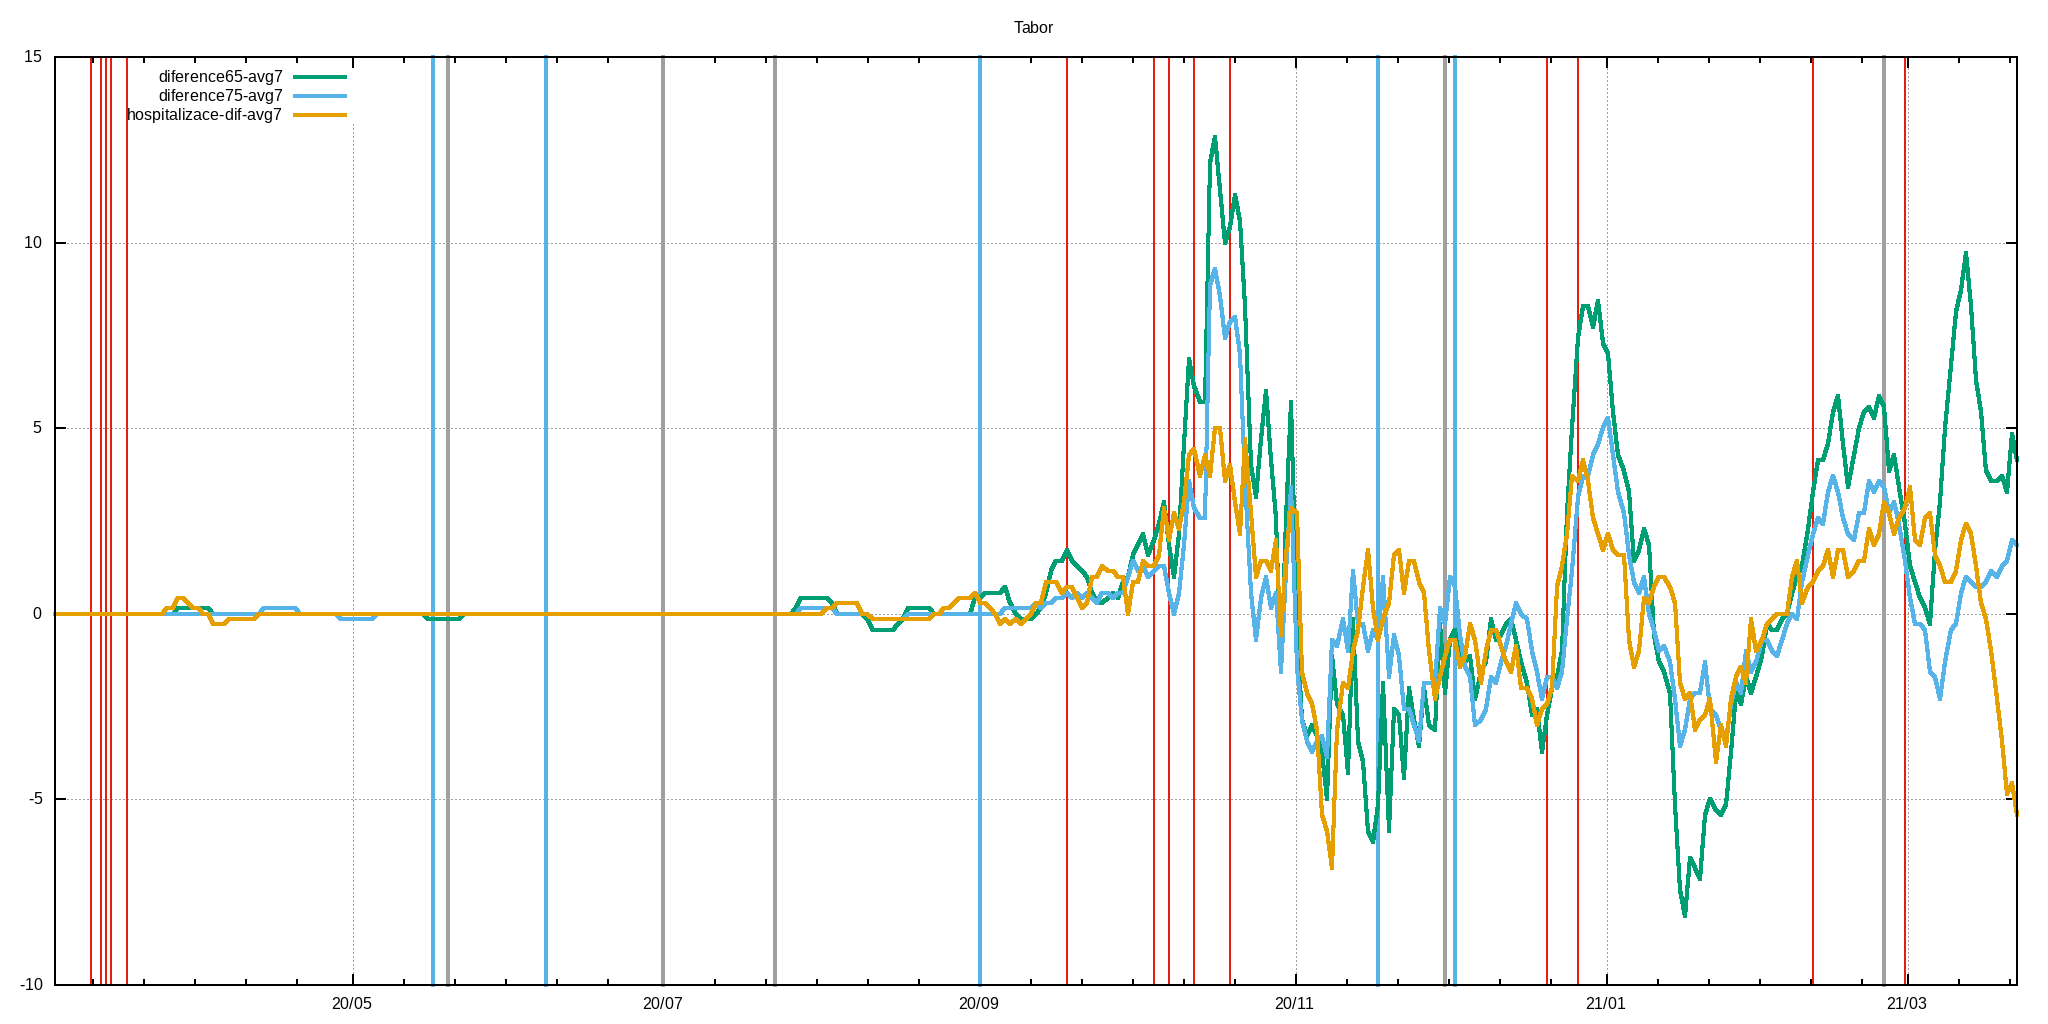 Tabor
15
diference65-avg7
diference75-avg7
hospitalizace-dif-avg7
10
5
0
-5
-10
20/05 20/07 20/09 20/11 21/01 21/03